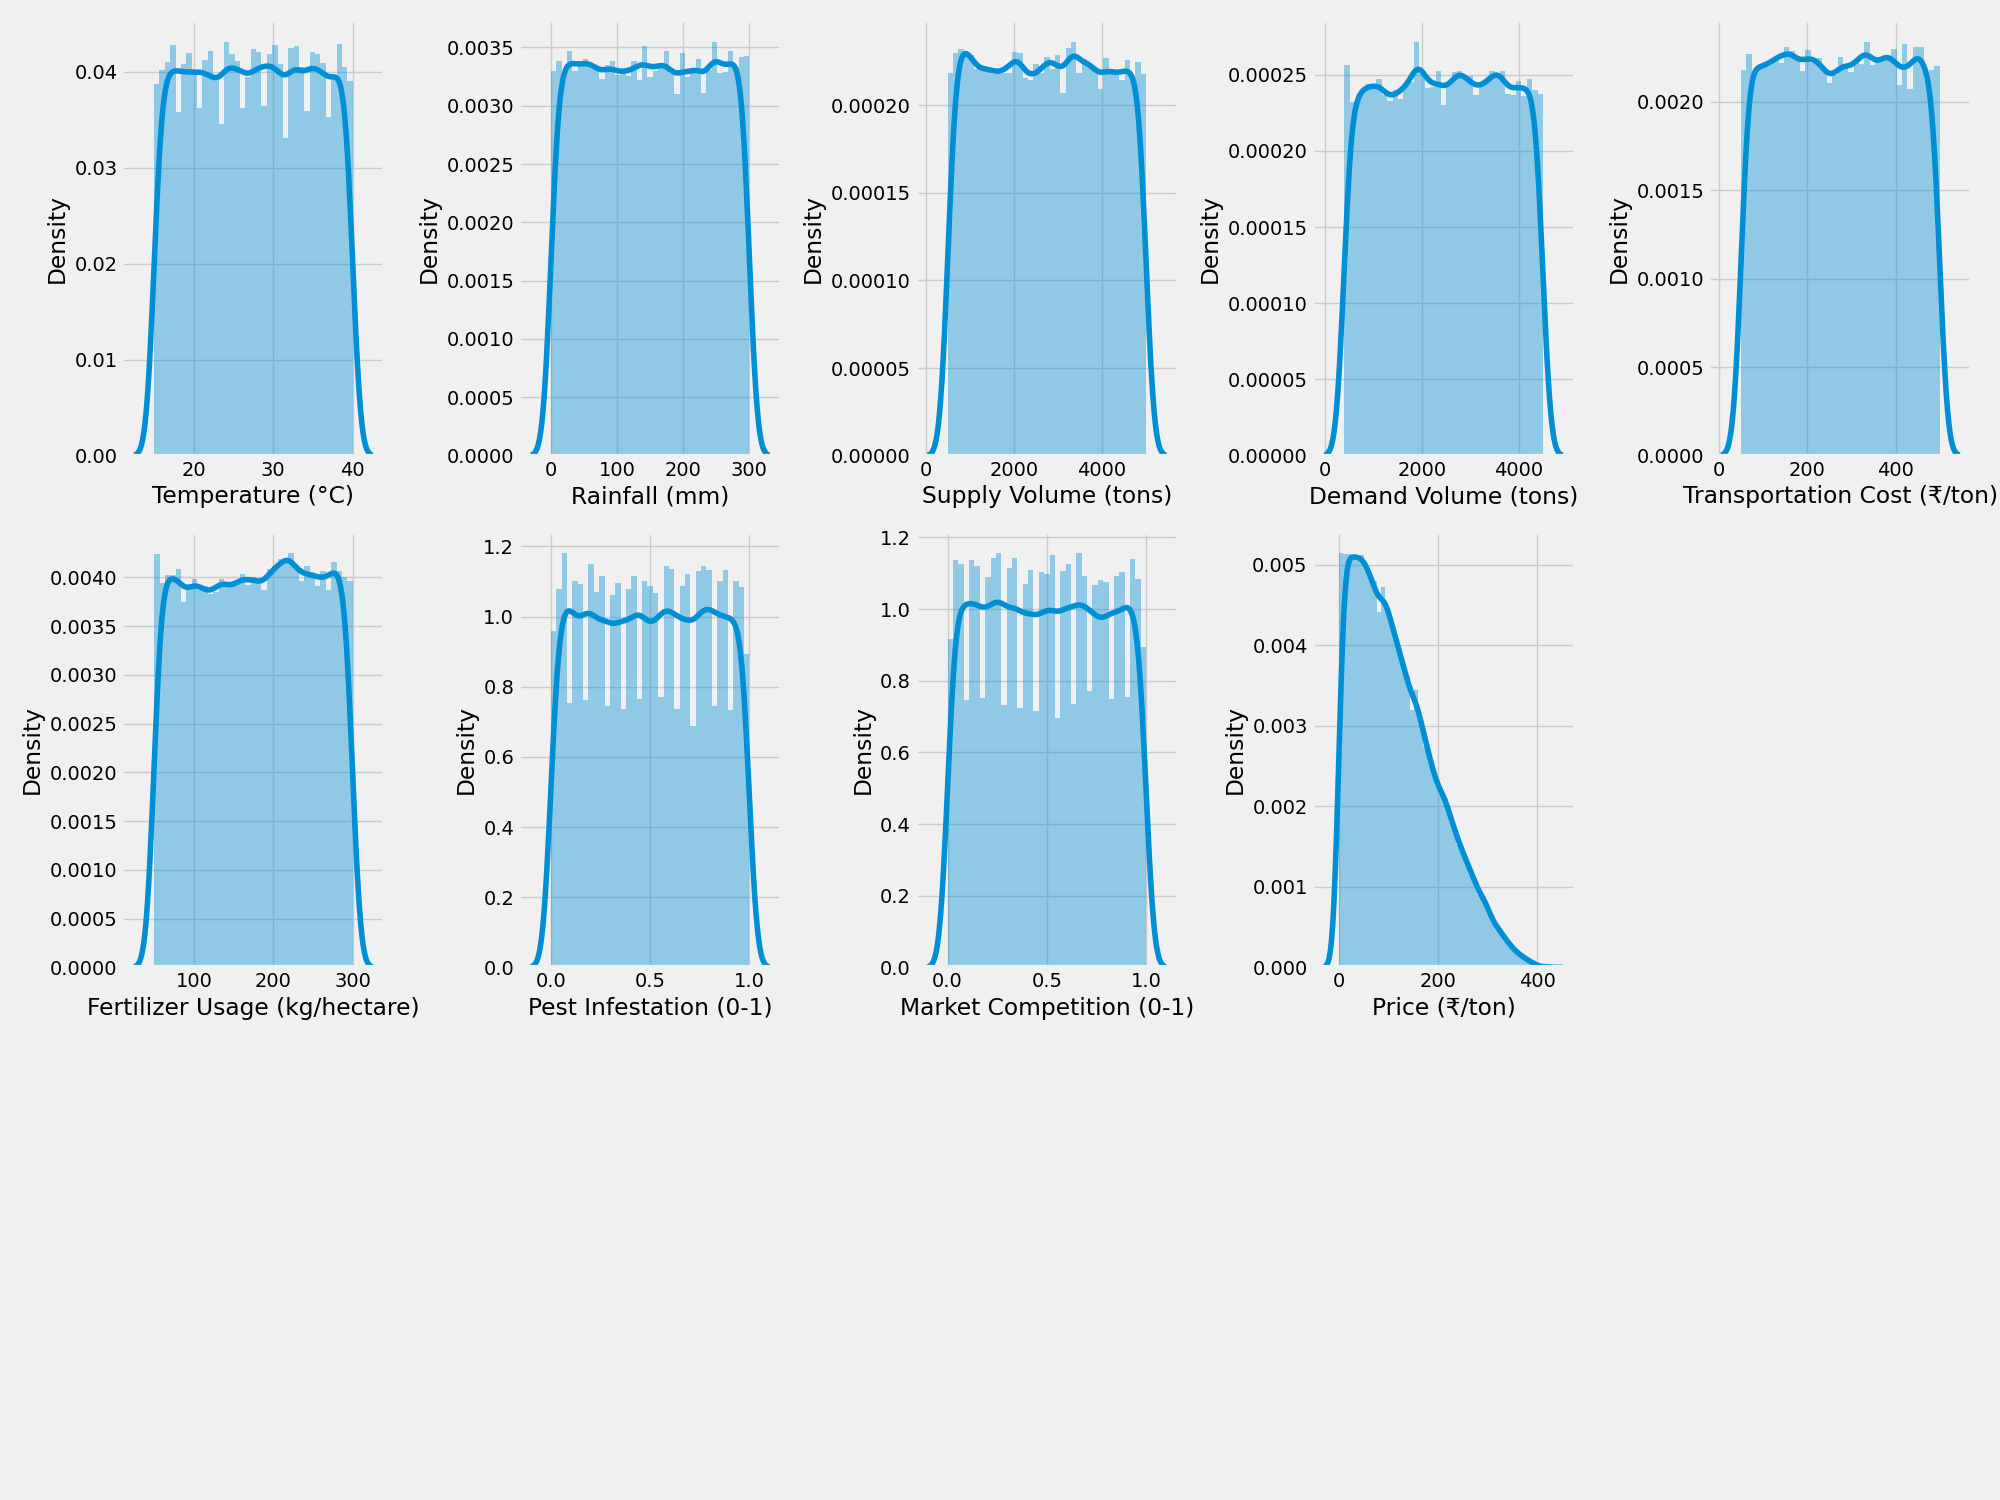 0.04
0.03
0.02
0.01
0.00
Density
20 30 40
Temperature (°C)
0.0035
0.0030
0.0025
0.0020
0.0015
0.0010
0.0005
0.0000
Density
0 100 200 300
Rainfall (mm)
0.00020
0.00015
0.00010
0.00005
0.00000
Density
0 2000 4000
Supply Volume (tons)
0.00025
0.00020
0.00015
0.00010
0.00005
0.00000
Density
0 2000 4000
Demand Volume (tons)
0.0020
0.0015
0.0010
0.0005
0.0000
Density
0 200 400
Transportation Cost (₹/ton)
0.0040
0.0035
0.0030
0.0025
0.0020
0.0015
0.0010
0.0005
0.0000
Density
100 200 300
Fertilizer Usage (kg/hectare)
1.2
1.0
0.8
0.6
0.4
0.2
0.0
Density
0.0 0.5 1.0
Pest Infestation (0-1)
1.2
1.0
0.8
0.6
0.4
0.2
0.0
Density
0.0 0.5 1.0
Market Competition (0-1)
0.005
0.004
0.003
0.002
0.001
0.000
Density
0 200 400
Price (₹/ton)